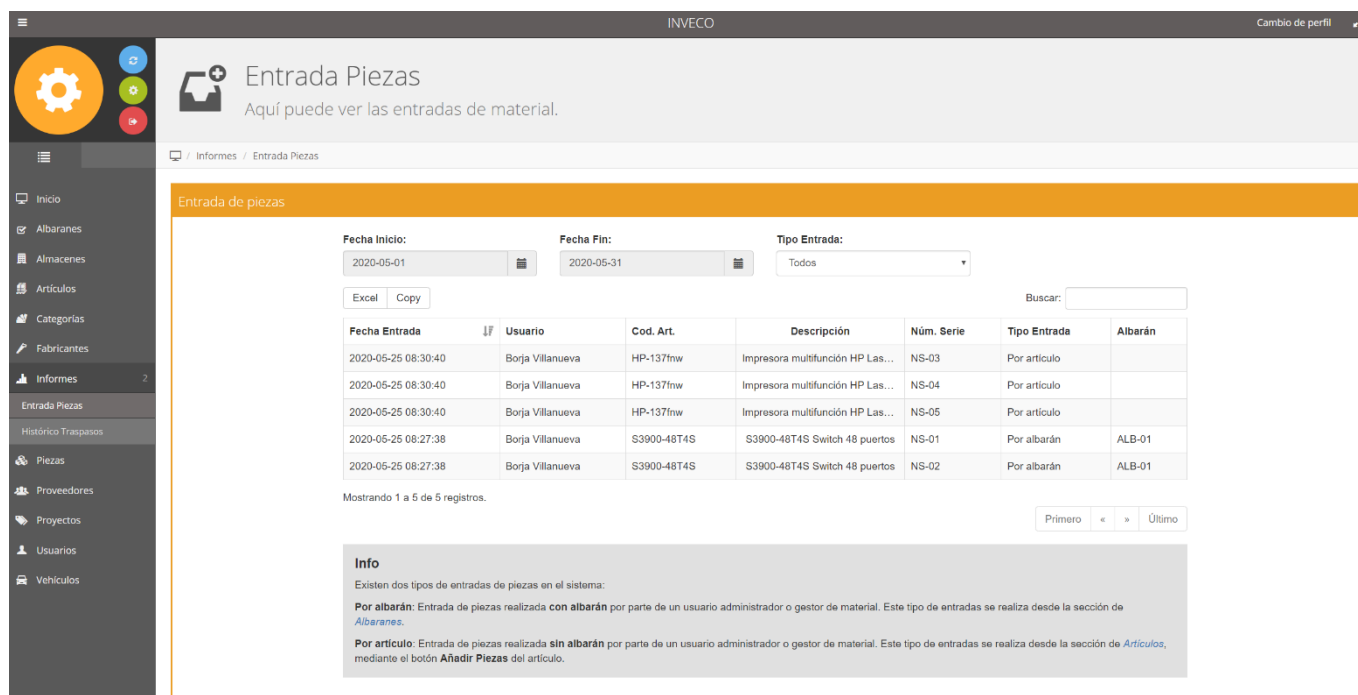 INVECO
Cambio de perfil
Entrada Piezas
Aquí puede ver las entradas de material.
/ Informes / Entrada Piezas
Inicio
Albaranes
Almacenes
Artículos
Categorías
Fabricantes
Informes 2
Entrada Piezas
Histórico Traspasos
Piezas
Proveedores
Proyectos
Usuarios
Vehículos
Entrada de piezas
Fecha Inicio: Fecha Fin: Tipo Entrada:
2020-05-01 2020-05-31 Todos
Excel Copy Buscar:
Fecha Entrada Usuario Cod. Art. Descripción Núm. Serie Tipo Entrada Albarán
2020-05-25 08:30:40 Borja Villanueva HP-137fnw Impresora multifunción HP Las... NS-03 Por artículo
2020-05-25 08:30:40 Borja Villanueva HP-137fnw Impresora multifunción HP Las... NS-04 Por artículo
2020-05-25 08:30:40 Borja Villanueva HP-137fnw Impresora multifunción HP Las... NS-05 Por artículo
2020-05-25 08:27:38 Borja Villanueva S3900-48T4S S3900-48T4S Switch 48 puertos NS-01 Por albarán ALB-01
2020-05-25 08:27:38 Borja Villanueva S3900-48T4S S3900-48T4S Switch 48 puertos NS-02 Por albarán ALB-01
Mostrando 1 a 5 de 5 registros.
Primero « » Último
Info
Existen dos tipos de entradas de piezas en el sistema:
Por albarán: Entrada de piezas realizada con albarán por parte de un usuario administrador o gestor de material. Este tipo de entradas se realiza desde la sección de
Albaranes.
Por artículo: Entrada de piezas realizada sin albarán por parte de un usuario administrador o gestor de material. Este tipo de entradas se realiza desde la sección de Artículos,
mediante el botón Añadir Piezas del artículo.